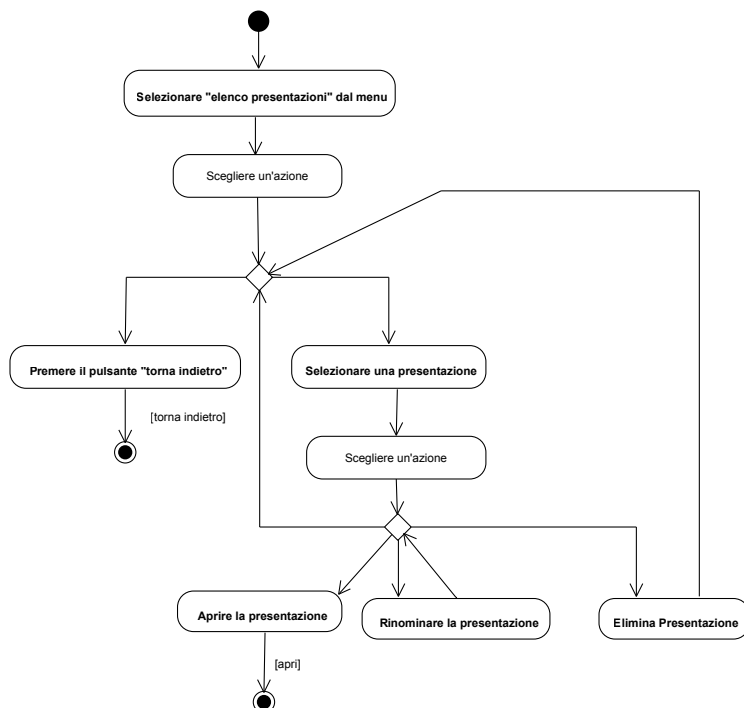 Selezionare "elenco presentazioni" dal menu
Scegliere un'azione
Premere il pulsante "torna indietro"
Selezionare una presentazione
[torna indietro]
Scegliere un'azione
Aprire la presentazione
Rinominare la presentazione
Elimina Presentazione
[apri]